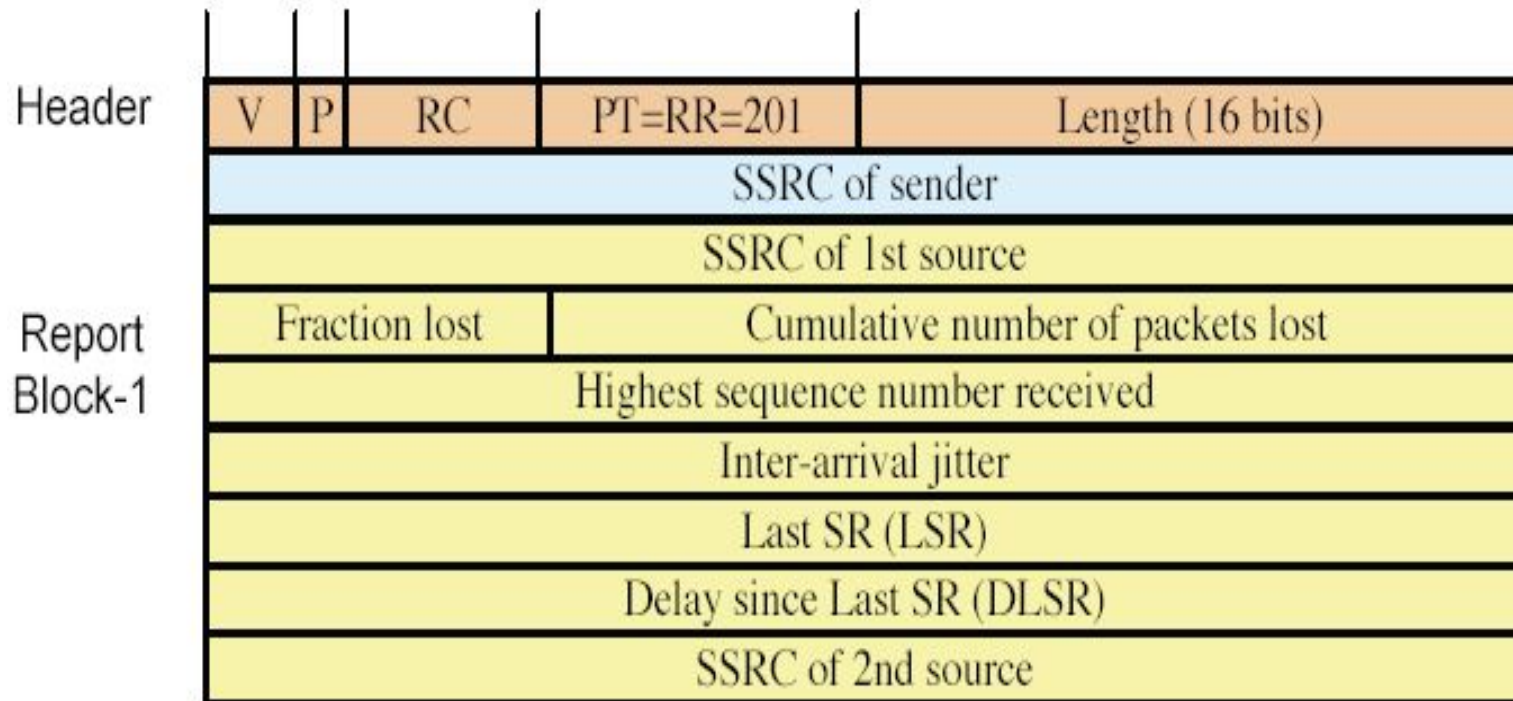 Header
V P RC PT=RR=201 Length (16 bits)
SSRC of sender
SSRC of 1st source
Report
Block-1
Fraction lost Cumulative number of packets lost
Highest sequence number received
Inter-arrival jitter
Last SR (LSR)
Delay since Last SR (DLSR)
SSRC of 2nd source